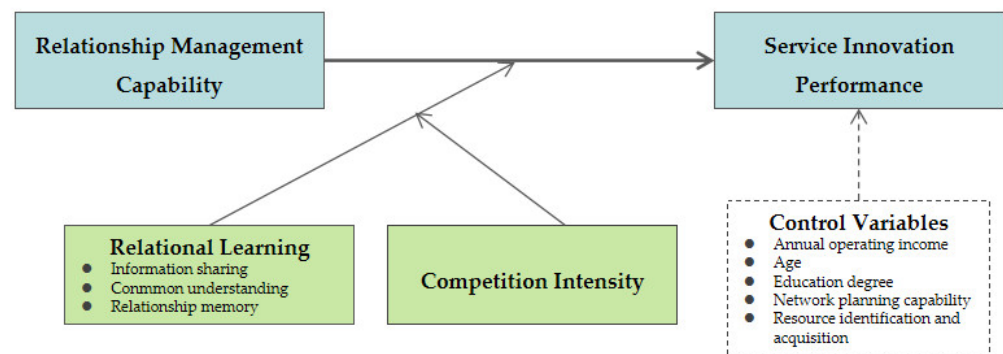 Relationship Management
Capability
Service Innovation
Performance
Relational Learning
● Information sharing
● Conmmon understanding
● Relationship memory
Competition Intensity
Control Variables
● Annual operating income
● Age
● Education degree
● Network planning capability
● Resource identification and
acquisition